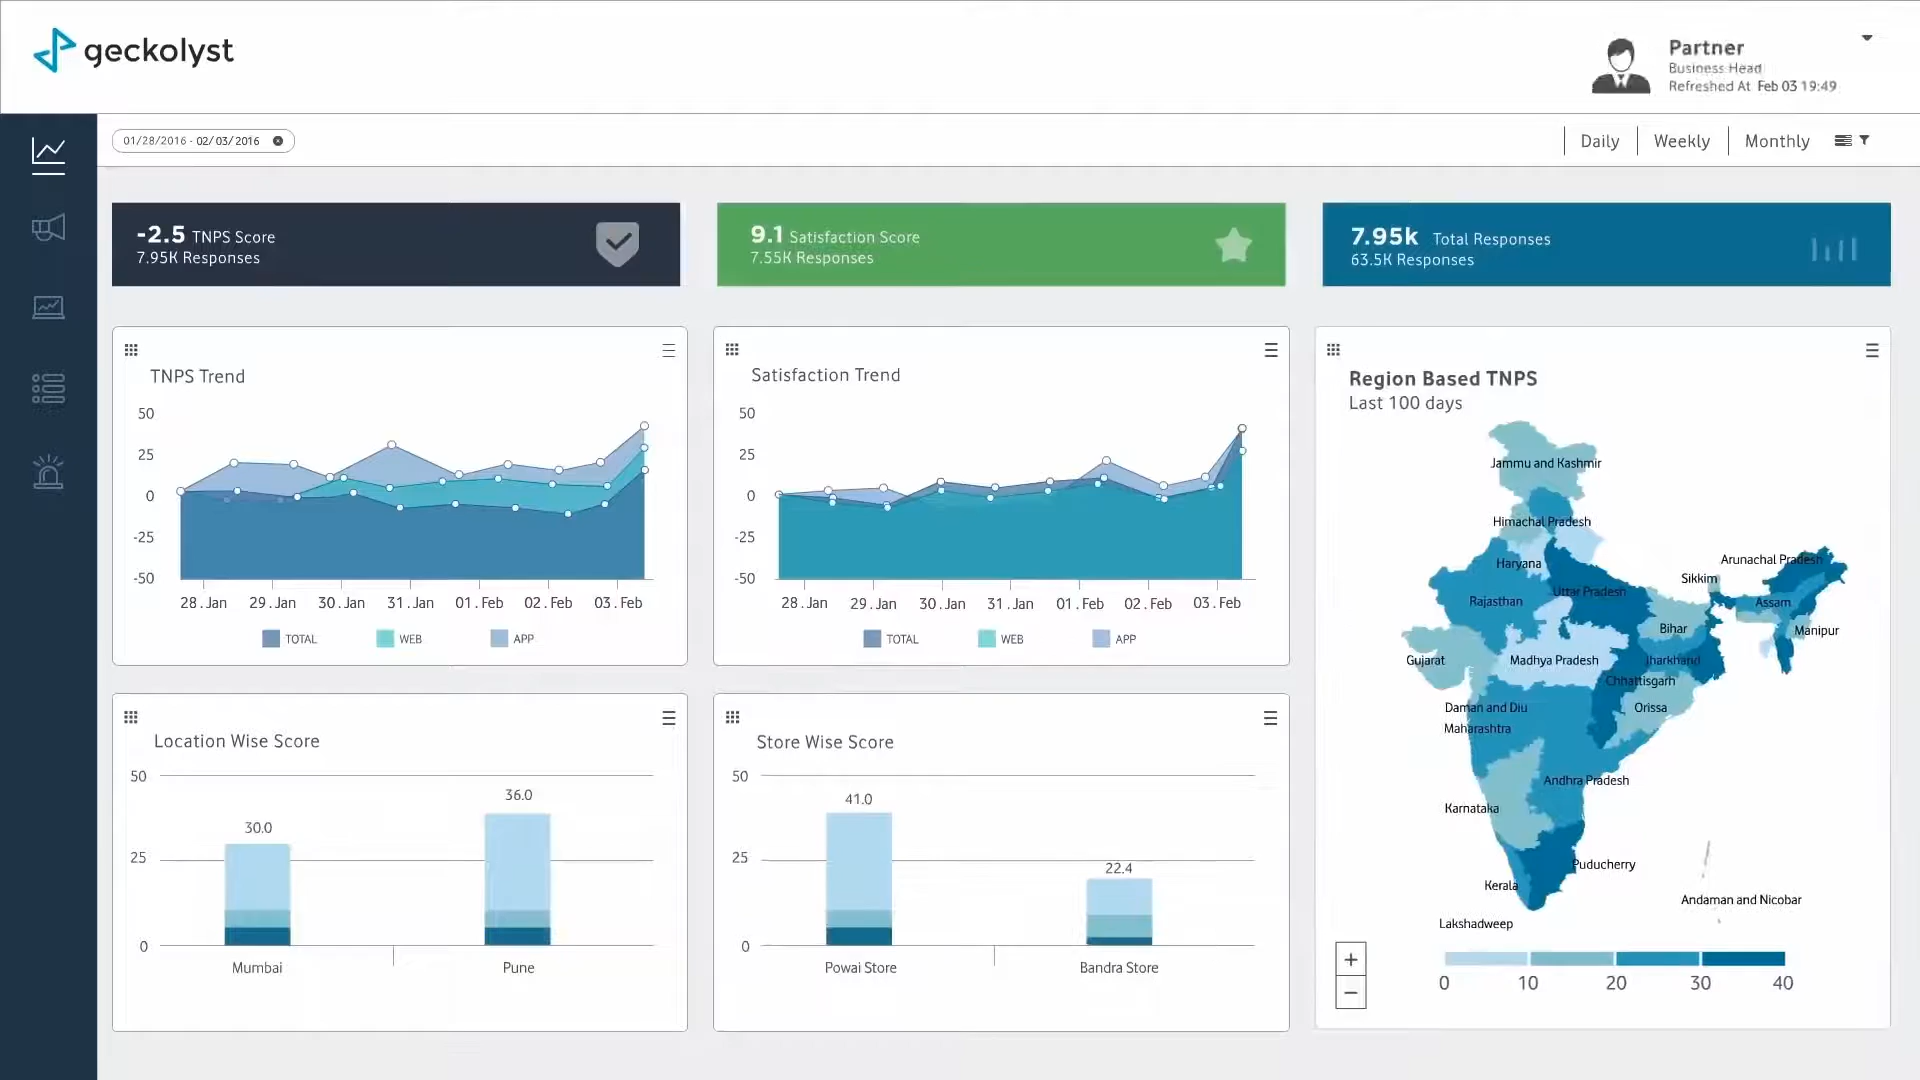 geckolyst
Partner
Business Head
Refreshed At Feb 03 19:49
01/28/2016 - 02/03/2016
Daily
Weekly
Monthly
-2.5 TNPS Score
7.95K Responses
9.1 Satisfaction Score
7.55K Responses
7.95k Total Responses
63.5K Responses
TNPS Trend
50
25
0
-25
-50
28 . Jan
29 . Jan
30 . Jan
31 . Jan
01 . Feb
02 . Feb
03 . Feb
TOTAL
WEB
APP
Satisfaction Trend
50
25
0
-25
-50
28 . Jan
29 . Jan
30 . Jan
31 . Jan
01 . Feb
02 . Feb
03 . Feb
TOTAL
WEB
APP
Region Based TNPS
Last 100 days
Jammu and Kashmir
Himachal Pradesh
Haryana
Arunachal Pradesh
Sikkim
Uttar Pradesh
Rajasthan
Assam
Bihar
Manipur
Gujarat
Madhya Pradesh
Jharkhand
Chhattisgarh
Daman and Diu
Orissa
Maharashtra
Andhra Pradesh
Karnataka
Puducherry
Kerala
Andaman and Nicobar
Lakshadweep
+
−
0
10
20
30
40
Location Wise Score
50
25
0
30.0
36.0
Mumbai
Pune
Store Wise Score
50
25
0
41.0
22.4
Powai Store
Bandra Store